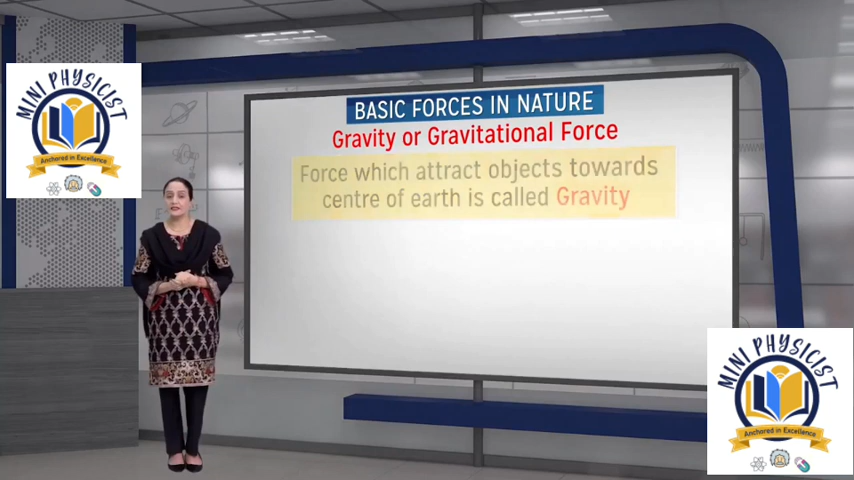 MINI PHYSICIST
Anchored in Excellence
BASIC FORCES IN NATURE
Gravity or Gravitational Force
Force which attract objects towards
centre of earth is called Gravity
MINI PHYSICIST
Anchored in Excellence